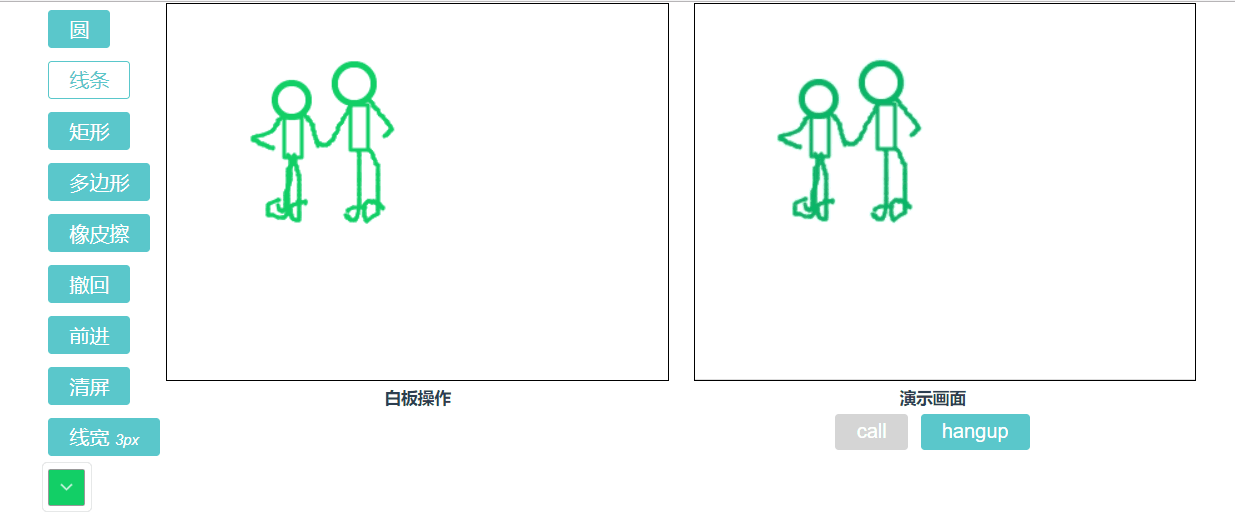 圆
线条
矩形
多边形
橡皮擦
撤回
前进
清屏
线宽 3px
白板操作
演示画面
call
hangup